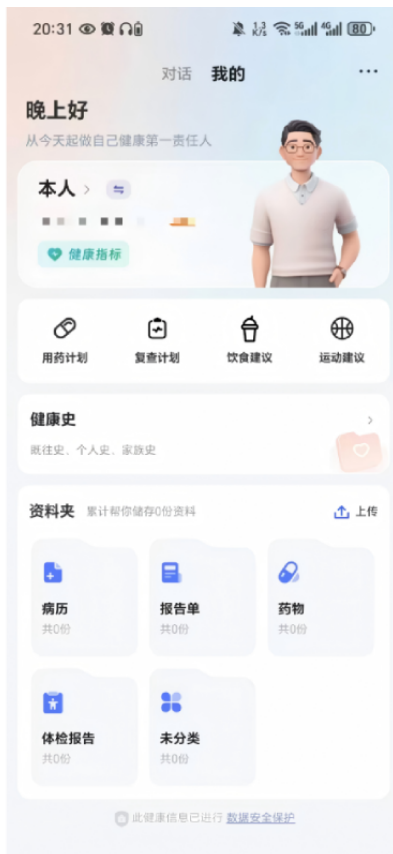 20:31 1.3 K/s 5G 4G 80
对话 我的
晚上好
从今天起做自己健康第一责任人
本人
健康指标
用药计划 复查计划 饮食建议 运动建议
健康史
既往史、个人史、家族史
资料夹 累计帮你储存0份资料 上传
病历 报告单 药物
共0份 共0份 共0份
体检报告 未分类
共0份 共0份
此健康信息已进行 数据安全保护